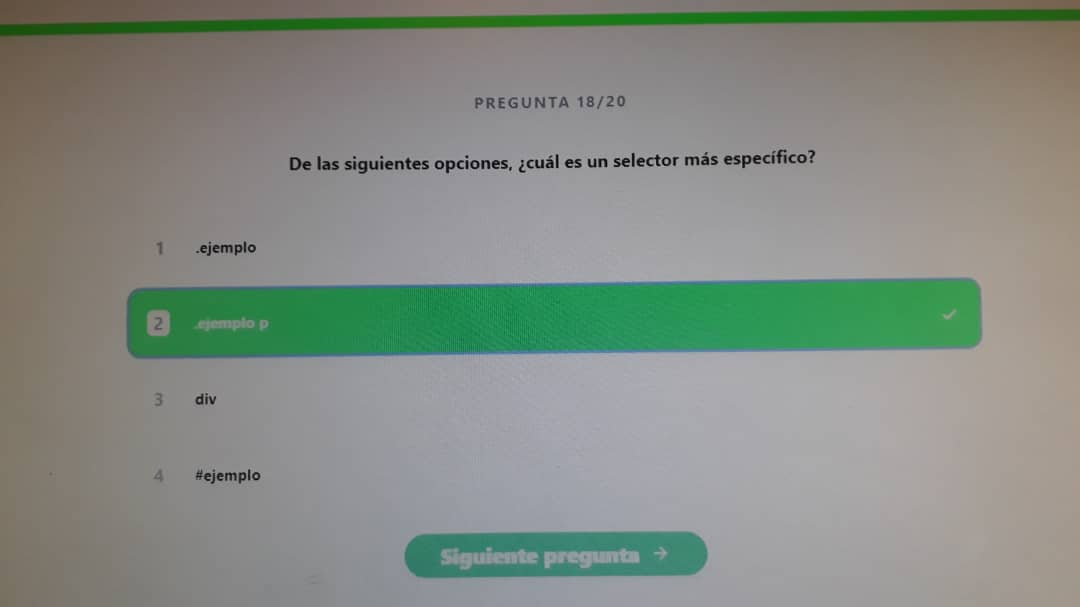 PREGUNTA 18/20
De las siguientes opciones, ¿cuál es un selector más específico?
1 .ejemplo
2 .ejemplo p
3 div
4 #ejemplo
Siguiente pregunta →